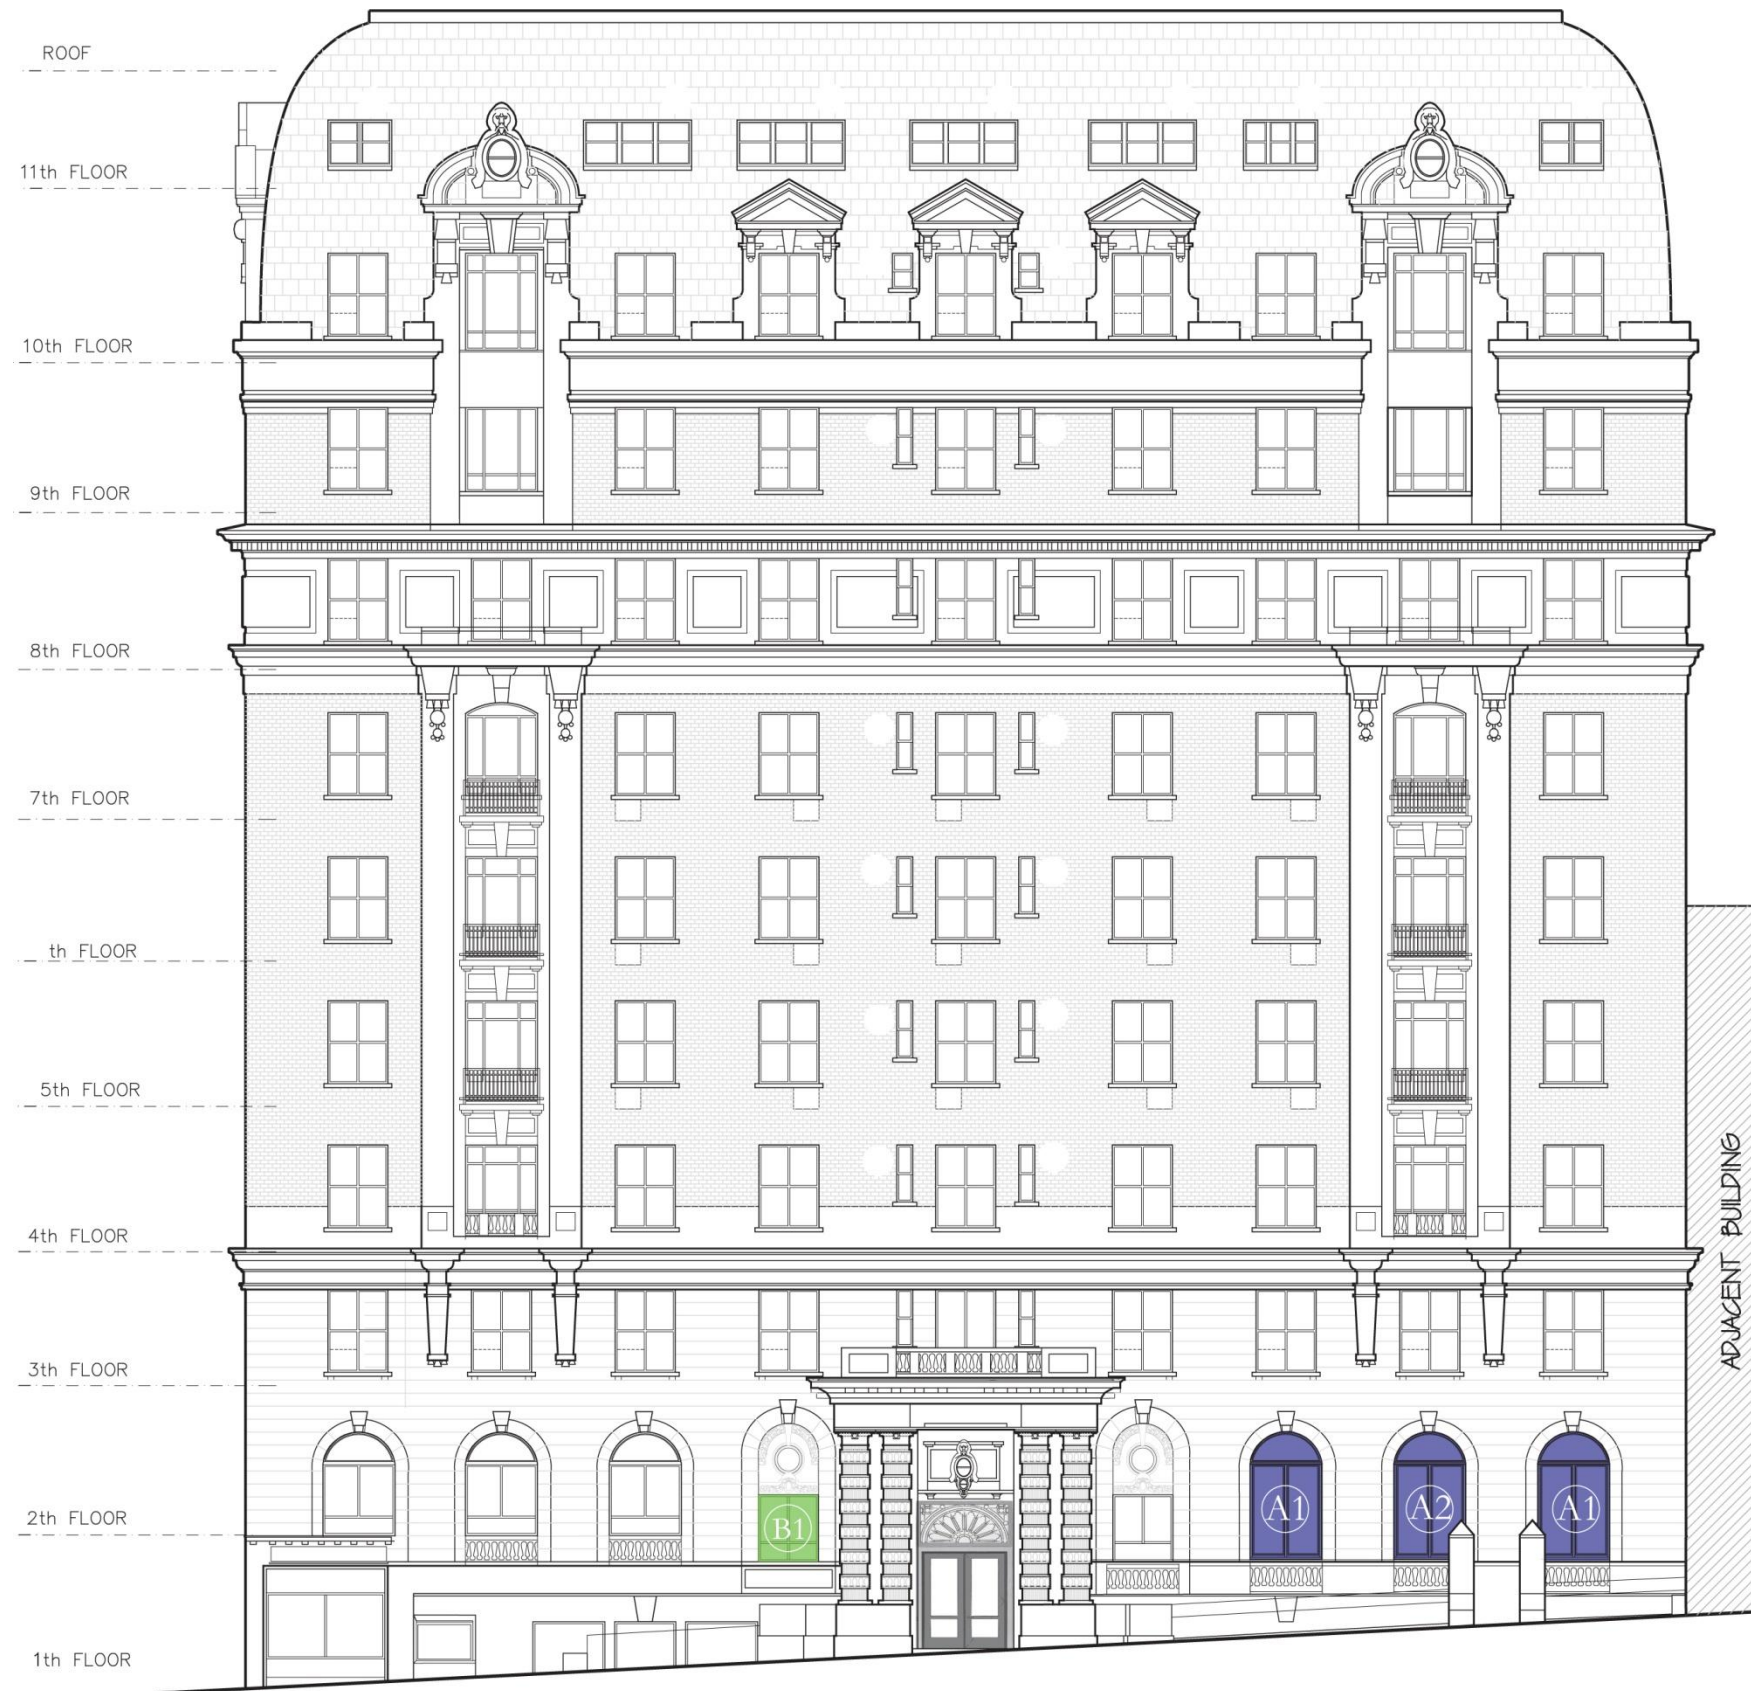 ROOF
11th FLOOR
10th FLOOR
9th FLOOR
8th FLOOR
7th FLOOR
th FLOOR
5th FLOOR
4th FLOOR
3th FLOOR
2th FLOOR
1th FLOOR
B1
A1
A2
A1
ADJACENT BUILDING